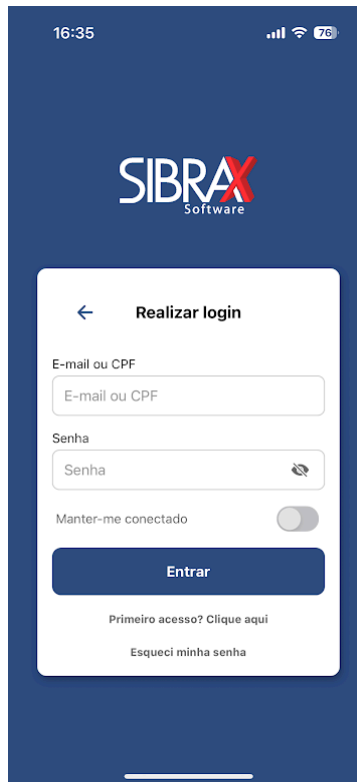 16:35
76
SIBRAX
Software
Realizar login
E-mail ou CPF
E-mail ou CPF
Senha
Senha
Manter-me conectado
Entrar
Primeiro acesso? Clique aqui
Esqueci minha senha